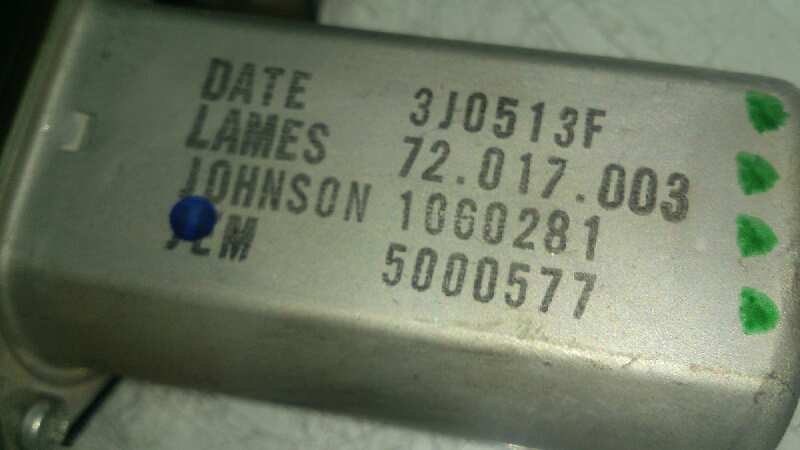 DATE 3J0513F
LAMES 72.017.003
JOHNSON 1060281
5000577